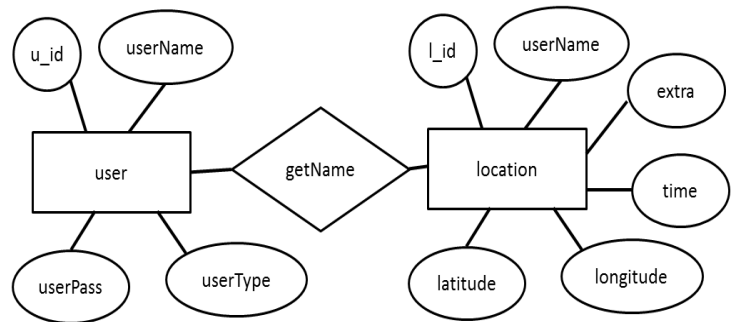 u_id
userName
user
userPass
userType
getName
l_id
userName
extra
location
time
latitude
longitude